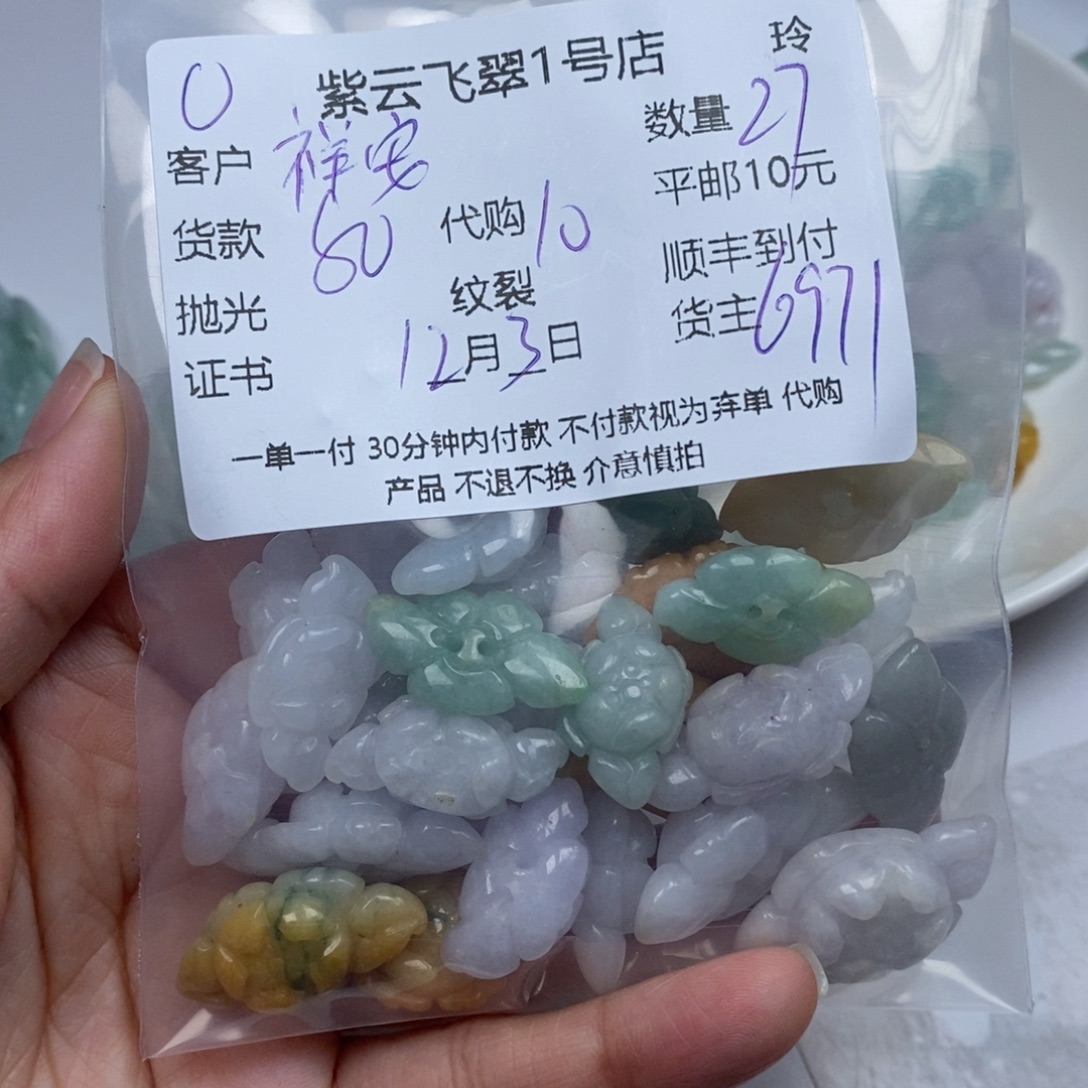 0 紫云飞翠1号店 玲
客户 祥安 数量 27
平邮10元
货款 80 代购 10
顺丰到付
抛光 纹裂 货主 6971
证书 12月3日
一单一付 30分钟内付款 不付款视为弃单 代购
产品 不退不换 介意慎拍